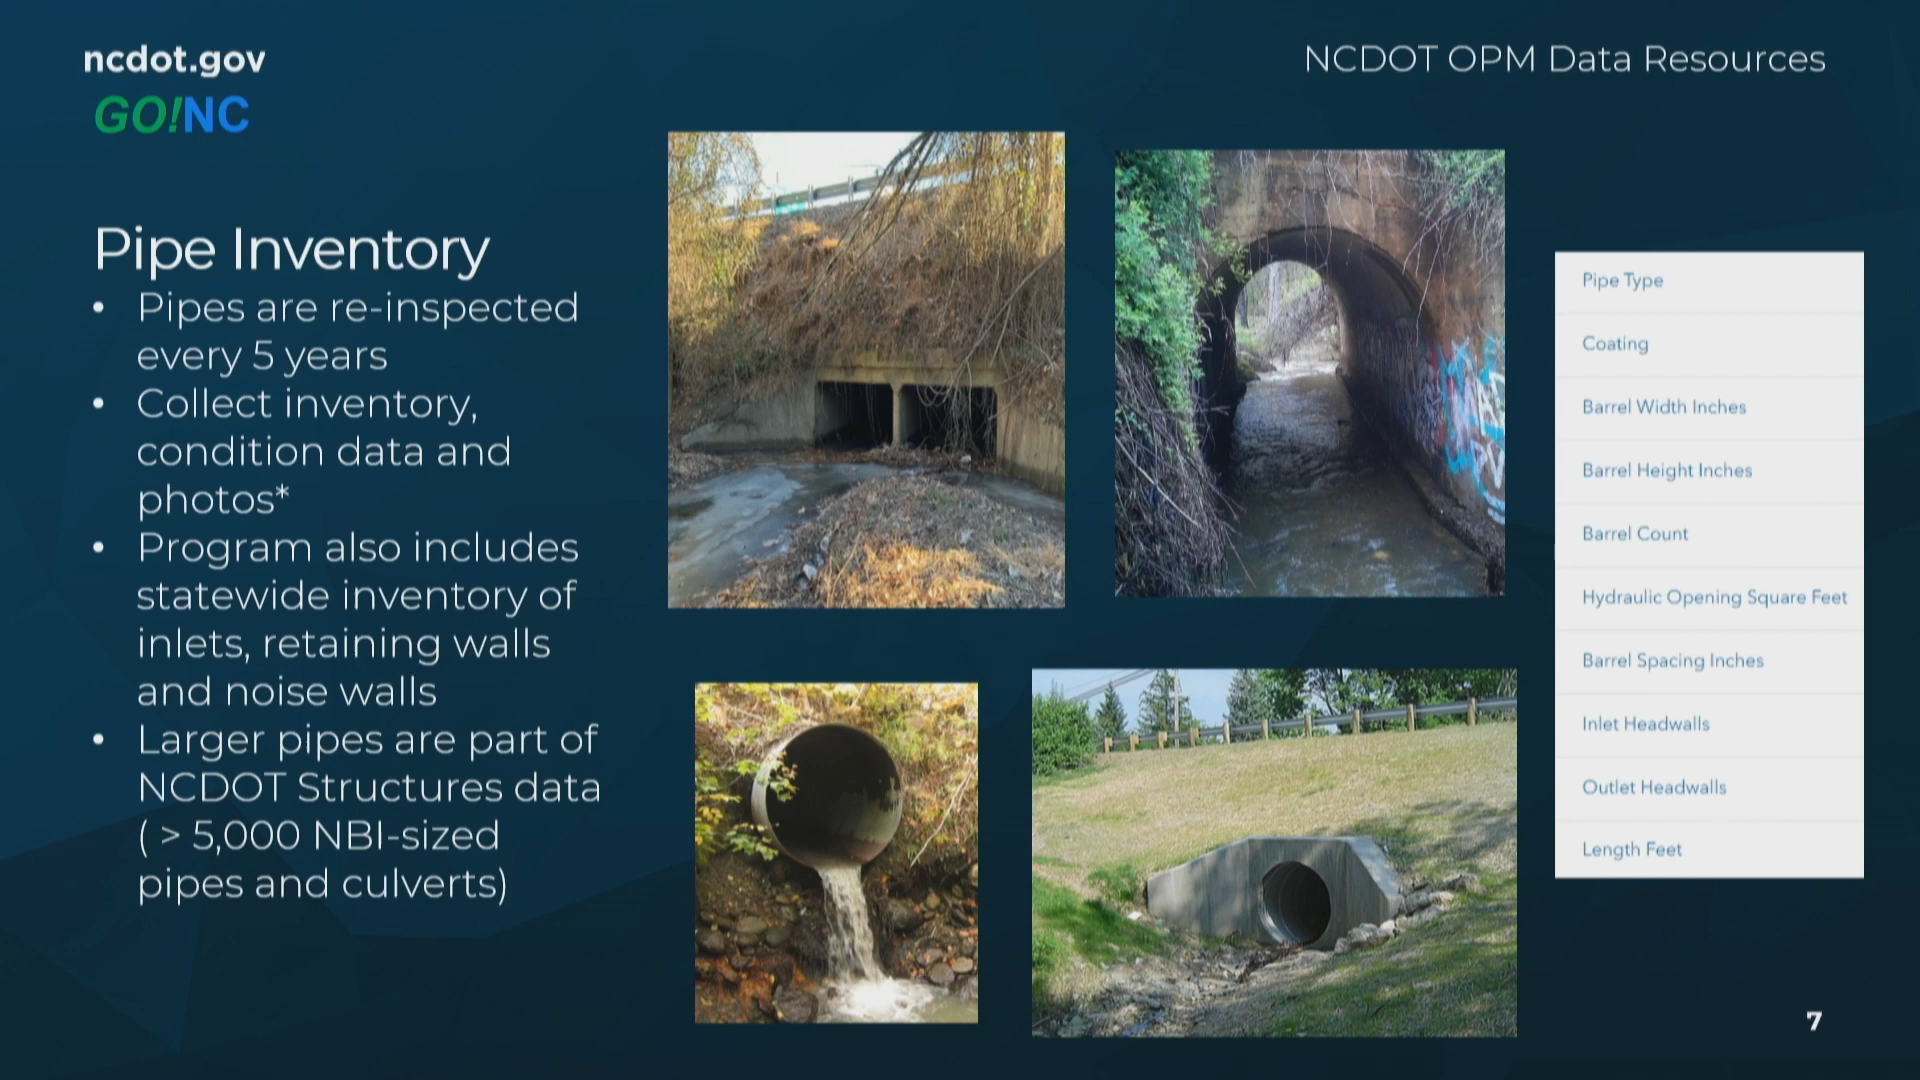 ncdot.gov
GO!NC
NCDOT OPM Data Resources
Pipe Inventory
• Pipes are re-inspected
every 5 years
• Collect inventory,
condition data and
photos*
• Program also includes
statewide inventory of
inlets, retaining walls
and noise walls
• Larger pipes are part of
NCDOT Structures data
( > 5,000 NBI-sized
pipes and culverts)
Pipe Type
Coating
Barrel Width Inches
Barrel Height Inches
Barrel Count
Hydraulic Opening Square Feet
Barrel Spacing Inches
Inlet Headwalls
Outlet Headwalls
Length Feet
7